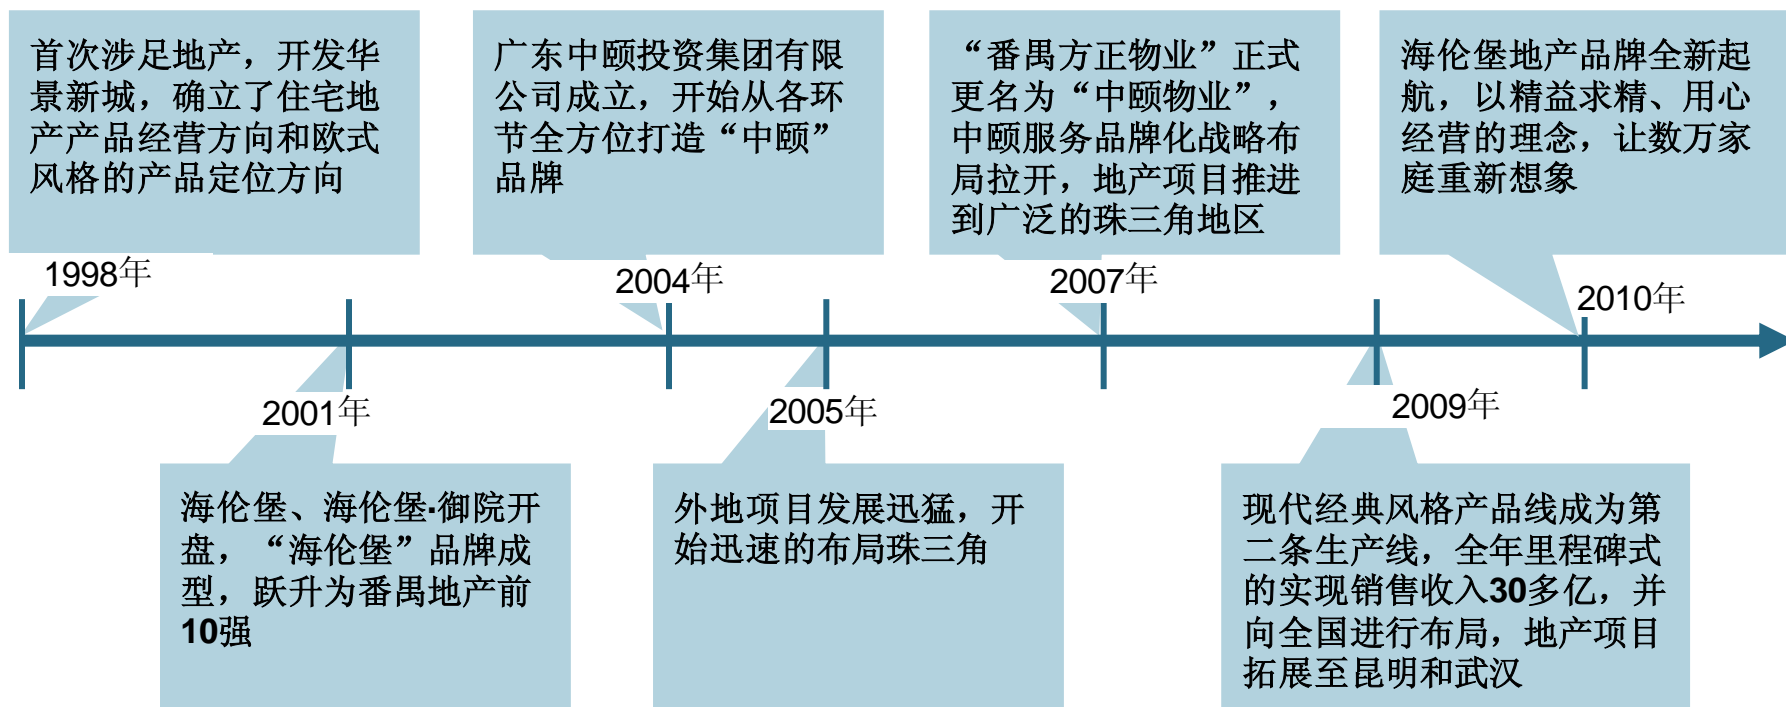 首次涉足地产，开发华
景新城，确立了住宅地
产产品经营方向和欧式
风格的产品定位方向
广东中颐投资集团有限
公司成立，开始从各环
节全方位打造“中颐”
品牌
“番禺方正物业”正式
更名为“中颐物业”，
中颐服务品牌化战略布
局拉开，地产项目推进
到广泛的珠三角地区
海伦堡地产品牌全新起
航，以精益求精、用心
经营的理念，让数万家
庭重新想象
1998年
2004年
2007年
2010年
2001年
2005年
2009年
海伦堡、海伦堡·御院开
盘，“海伦堡”品牌成
型，跃升为番禺地产前
10强
外地项目发展迅猛，开
始迅速的布局珠三角
现代经典风格产品线成为第
二条生产线，全年里程碑式
的实现销售收入30多亿，并
向全国进行布局，地产项目
拓展至昆明和武汉